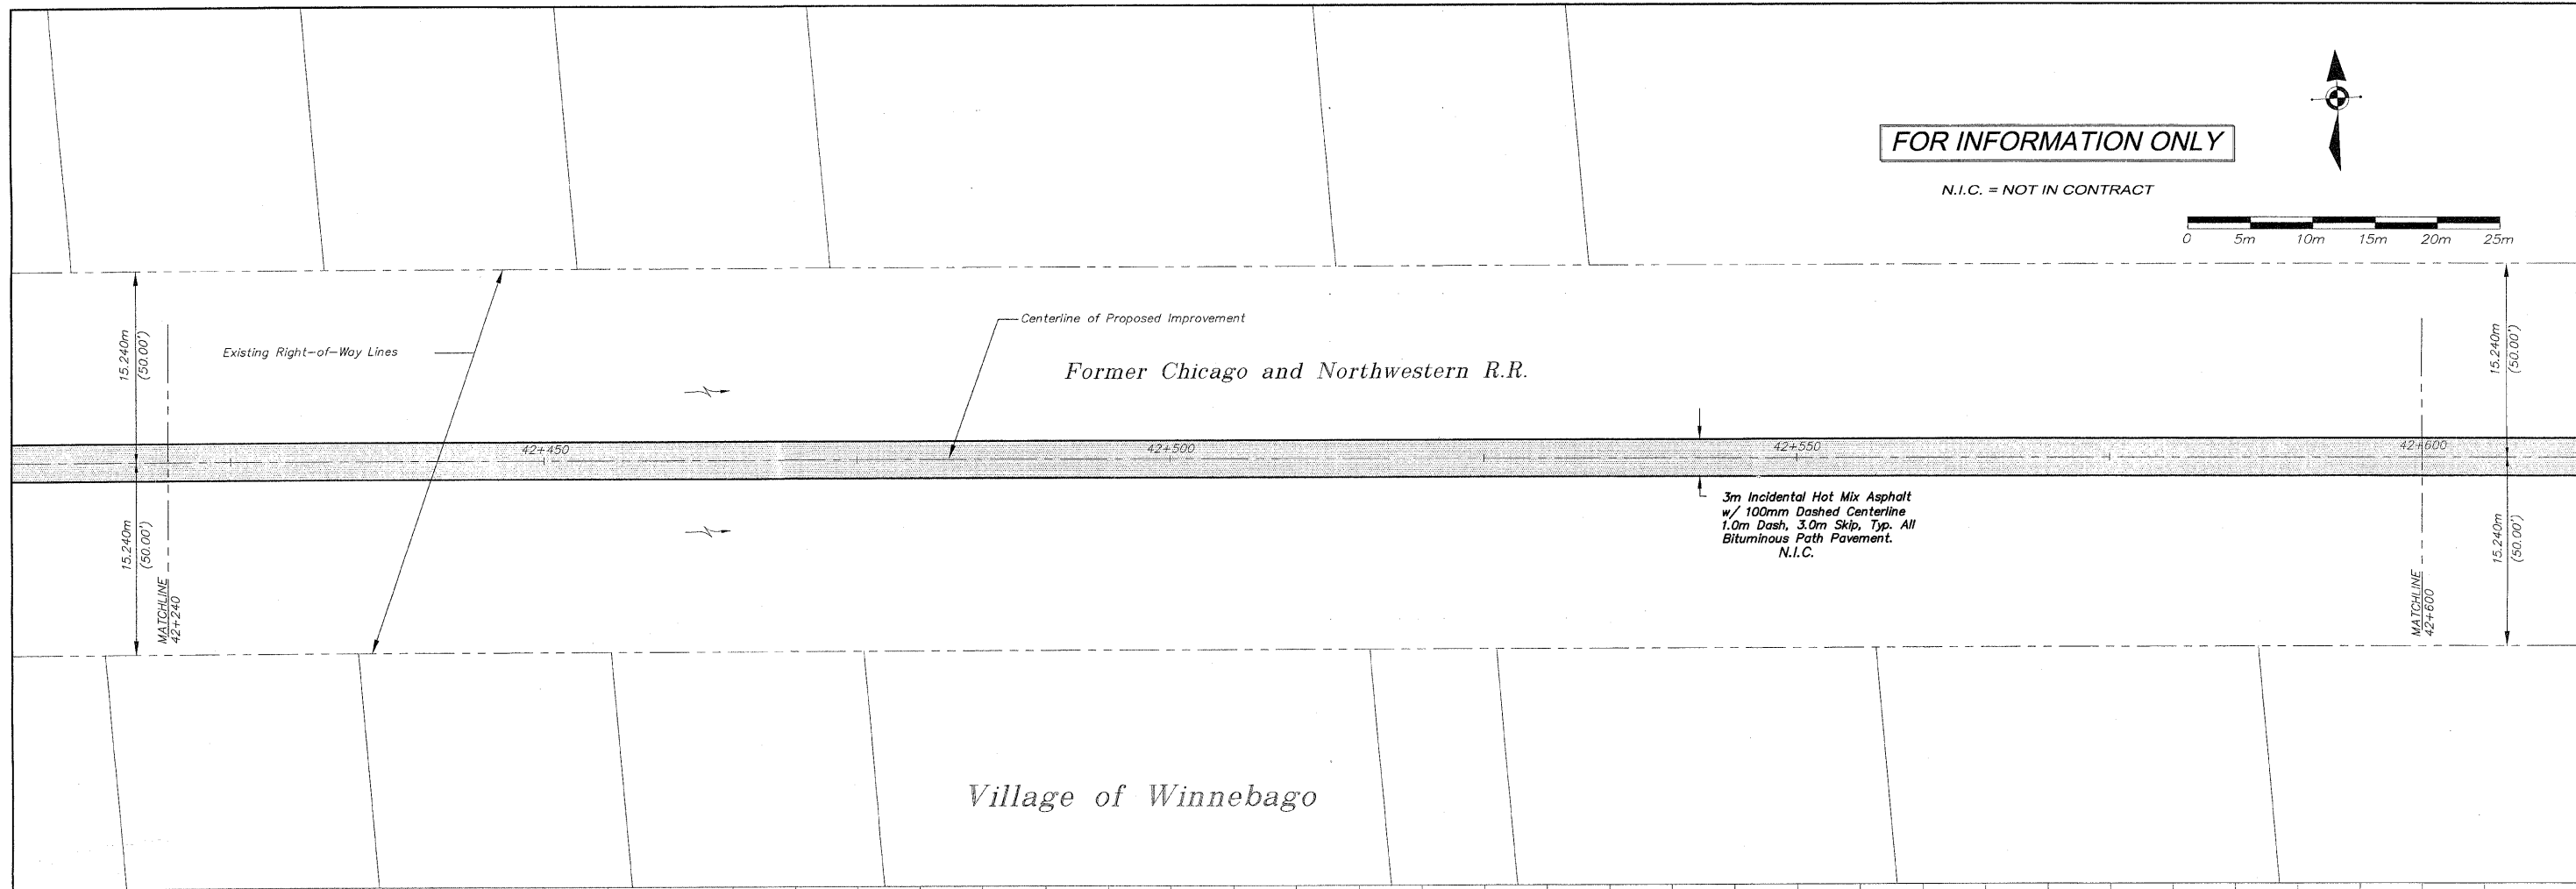 FOR INFORMATION ONLY
N.I.C. = NOT IN CONTRACT
0 5m 10m 15m 20m 25m
Centerline of Proposed Improvement
Existing Right-of-Way Lines
15.240m
(50.00')
15.240m
(50.00')
Former Chicago and Northwestern R.R.
42+450 42+500 42+550 42+600
3m Incidental Hot Mix Asphalt
w/ 100mm Dashed Centerline
1.0m Dash, 3.0m Skip, Typ. All
Bituminous Path Pavement.
N.I.C.
15.240m
(50.00')
MATCHLINE
42+240
MATCHLINE
42+600
15.240m
(50.00')
Village of Winnebago